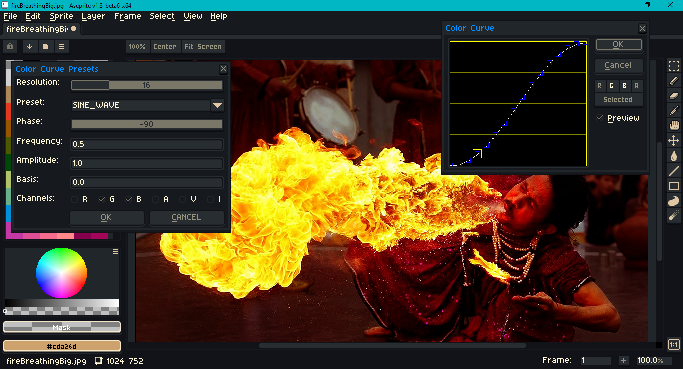 fireBreathingBig.jpg - Aseprite v1.3-beta8-x64
File Edit Sprite Layer Frame Select View Help
fireBreathingBi
100% Center Fit Screen
Color Curve
OK
Cancel
R G B R
Selected
Preview
Color Curve Presets
Resolution: 16
Preset: SINE_WAVE
Phase: -90
Frequency: 0.5
Amplitude: 1.0
Basis: 0.0
Channels: R G B A V I
OK CANCEL
Mask
#cda26d
fireBreathingBig.jpg 1024 752
Frame: 1 + 100.0%
1:1